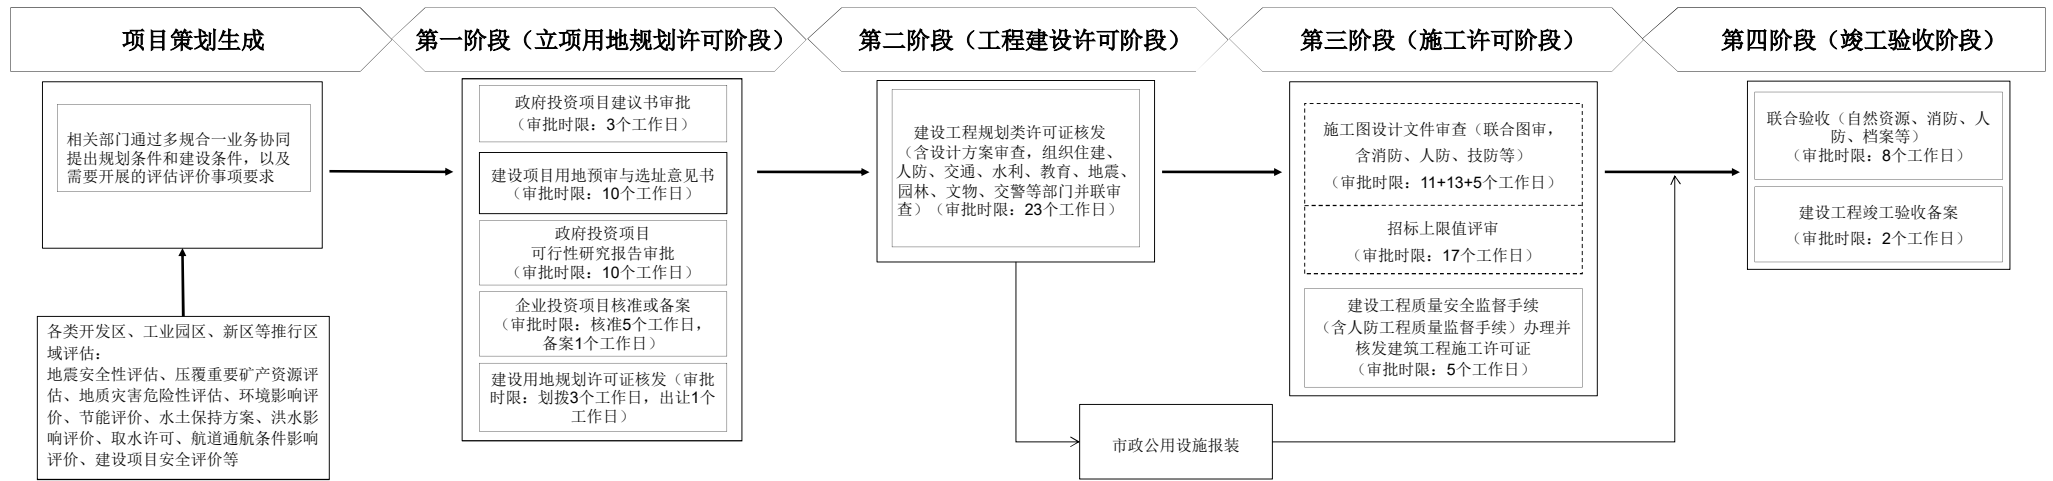 项目策划生成
第一阶段（立项用地规划许可阶段）
第二阶段（工程建设许可阶段）
第三阶段（施工许可阶段）
第四阶段（竣工验收阶段）
相关部门通过多规合一业务协同
提出规划条件和建设条件，以及
需要开展的评估评价事项要求
各类开发区、工业园区、新区等推行区
域评估：
地震安全性评估、压覆重要矿产资源评
估、地质灾害危险性评估、环境影响评
价、节能评价、水土保持方案、洪水影
响评价、取水许可、航道通航条件影响
评价、建设项目安全评价等
政府投资项目建议书审批
（审批时限：3个工作日）
建设项目用地预审与选址意见书
（审批时限：10个工作日）
政府投资项目
可行性研究报告审批
（审批时限：10个工作日）
企业投资项目核准或备案
（审批时限：核准5个工作日，
备案1个工作日）
建设用地规划许可证核发（审批
时限：划拨3个工作日，出让1个
工作日）
建设工程规划类许可证核发
（含设计方案审查，组织住建、
人防、交通、水利、教育、地震、
园林、文物、交警等部门并联审
查）（审批时限：23个工作日）
市政公用设施报装
施工图设计文件审查（联合图审，
含消防、人防、技防等）
（审批时限：11+13+5个工作日）
招标上限值评审
（审批时限：17个工作日）
建设工程质量安全监督手续
（含人防工程质量监督手续）办理并
核发建筑工程施工许可证
（审批时限：5个工作日）
联合验收（自然资源、消防、人
防、档案等）
（审批时限：8个工作日）
建设工程竣工验收备案
（审批时限：2个工作日）